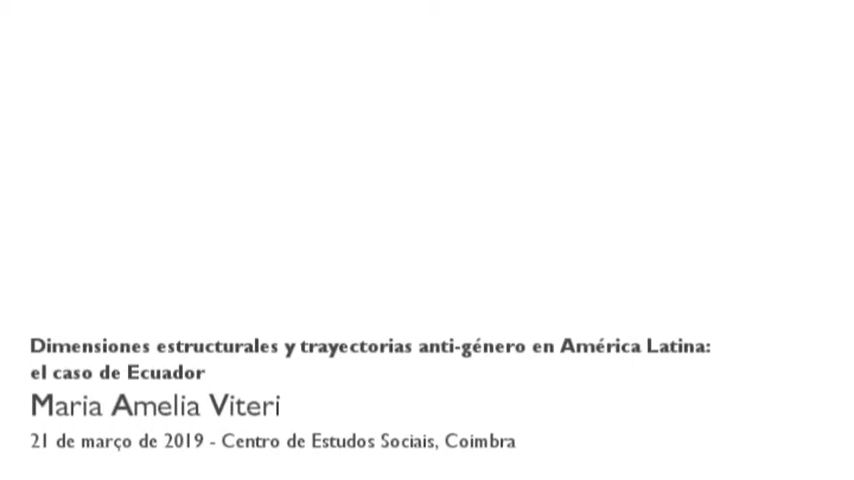 Dimensiones estructurales y trayectorias anti-género en América Latina:
el caso de Ecuador
Maria Amelia Viteri
21 de março de 2019 - Centro de Estudos Sociais, Coimbra